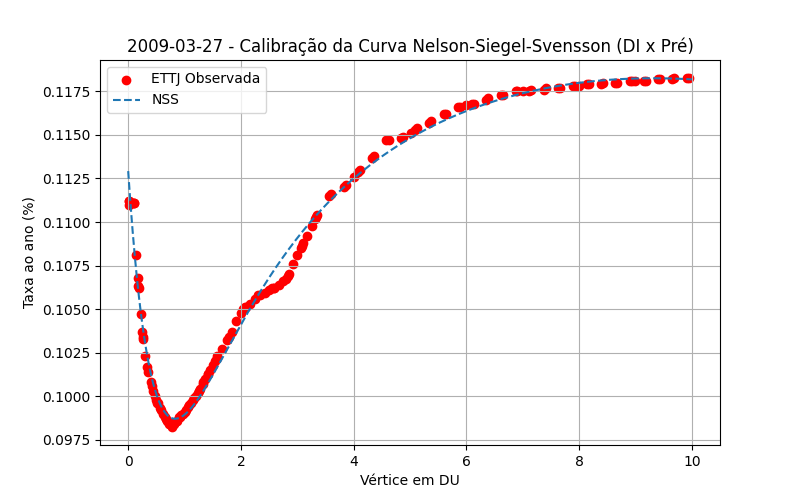 2009-03-27 - Calibração da Curva Nelson-Siegel-Svensson (DI x Pré)
ETTJ Observada
NSS
Taxa ao ano (%)
0.1175
0.1150
0.1125
0.1100
0.1075
0.1050
0.1025
0.1000
0.0975
0 2 4 6 8 10
Vértice em DU